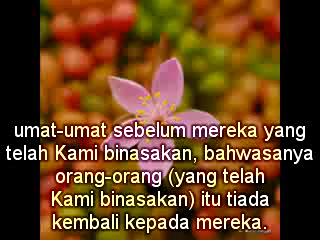 umat-umat sebelum mereka yang
telah Kami binasakan, bahwasanya
orang-orang (yang telah
Kami binasakan) itu tiada
kembali kepada mereka.